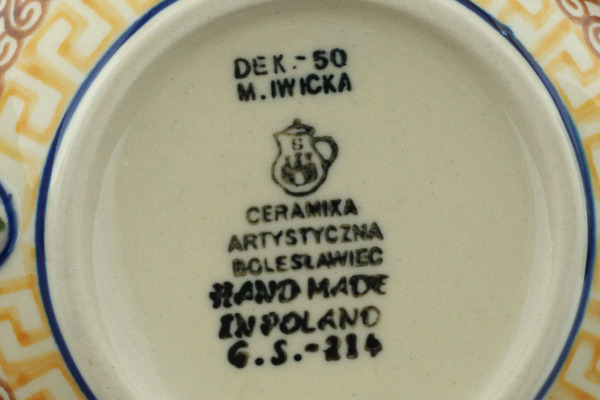 DEK.-50
M.IWICKA
CERAMIKA
ARTYSTYCZNA
BOLESŁAWIEC
HAND MADE
IN POLAND
G.S.-214